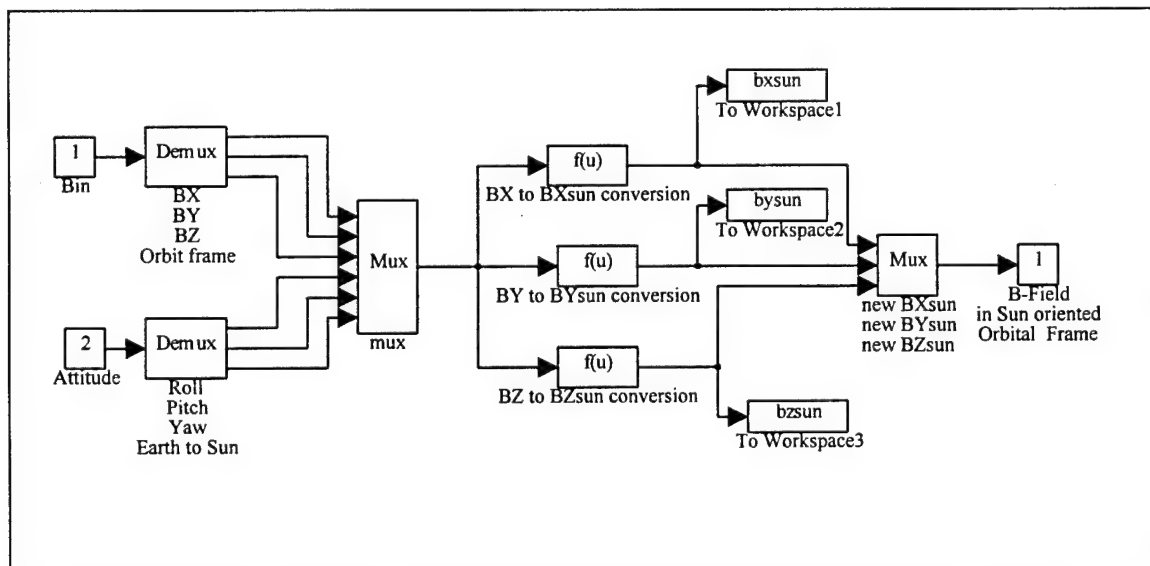 1
Bin
Demux
BX
BY
BZ
Orbit frame
2
Attitude
Demux
Roll
Pitch
Yaw
Earth to Sun
Mux
mux
f(u)
BX to BXsun conversion
f(u)
BY to BYsun conversion
f(u)
BZ to BZsun conversion
bxsun
To Workspace1
bysun
To Workspace2
bzsun
To Workspace3
Mux
new BXsun
new BYsun
new BZsun
1
B-Field
in Sun oriented
Orbital Frame